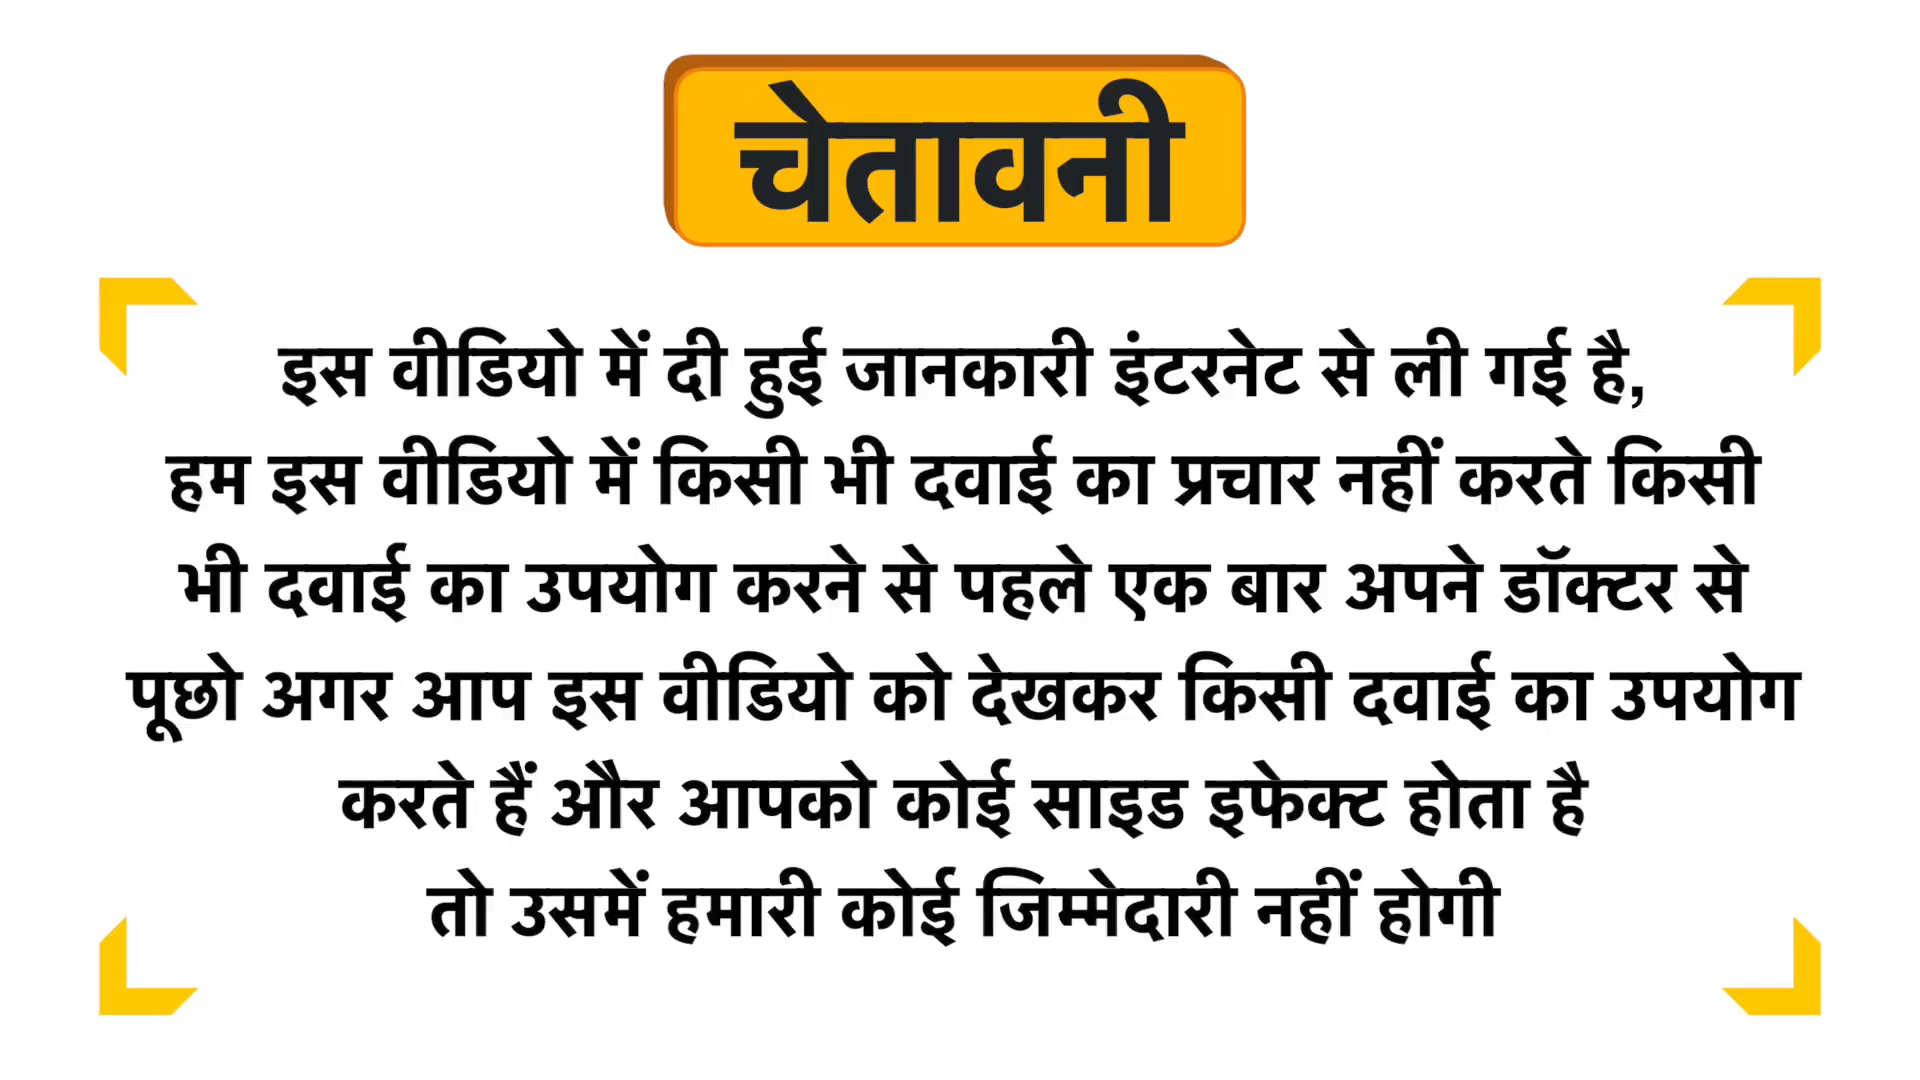 चेतावनी
इस वीडियो में दी हुई जानकारी इंटरनेट से ली गई है,
हम इस वीडियो में किसी भी दवाई का प्रचार नहीं करते किसी
भी दवाई का उपयोग करने से पहले एक बार अपने डॉक्टर से
पूछो अगर आप इस वीडियो को देखकर किसी दवाई का उपयोग
करते हैं और आपको कोई साइड इफेक्ट होता है
तो उसमें हमारी कोई जिम्मेदारी नहीं होगी